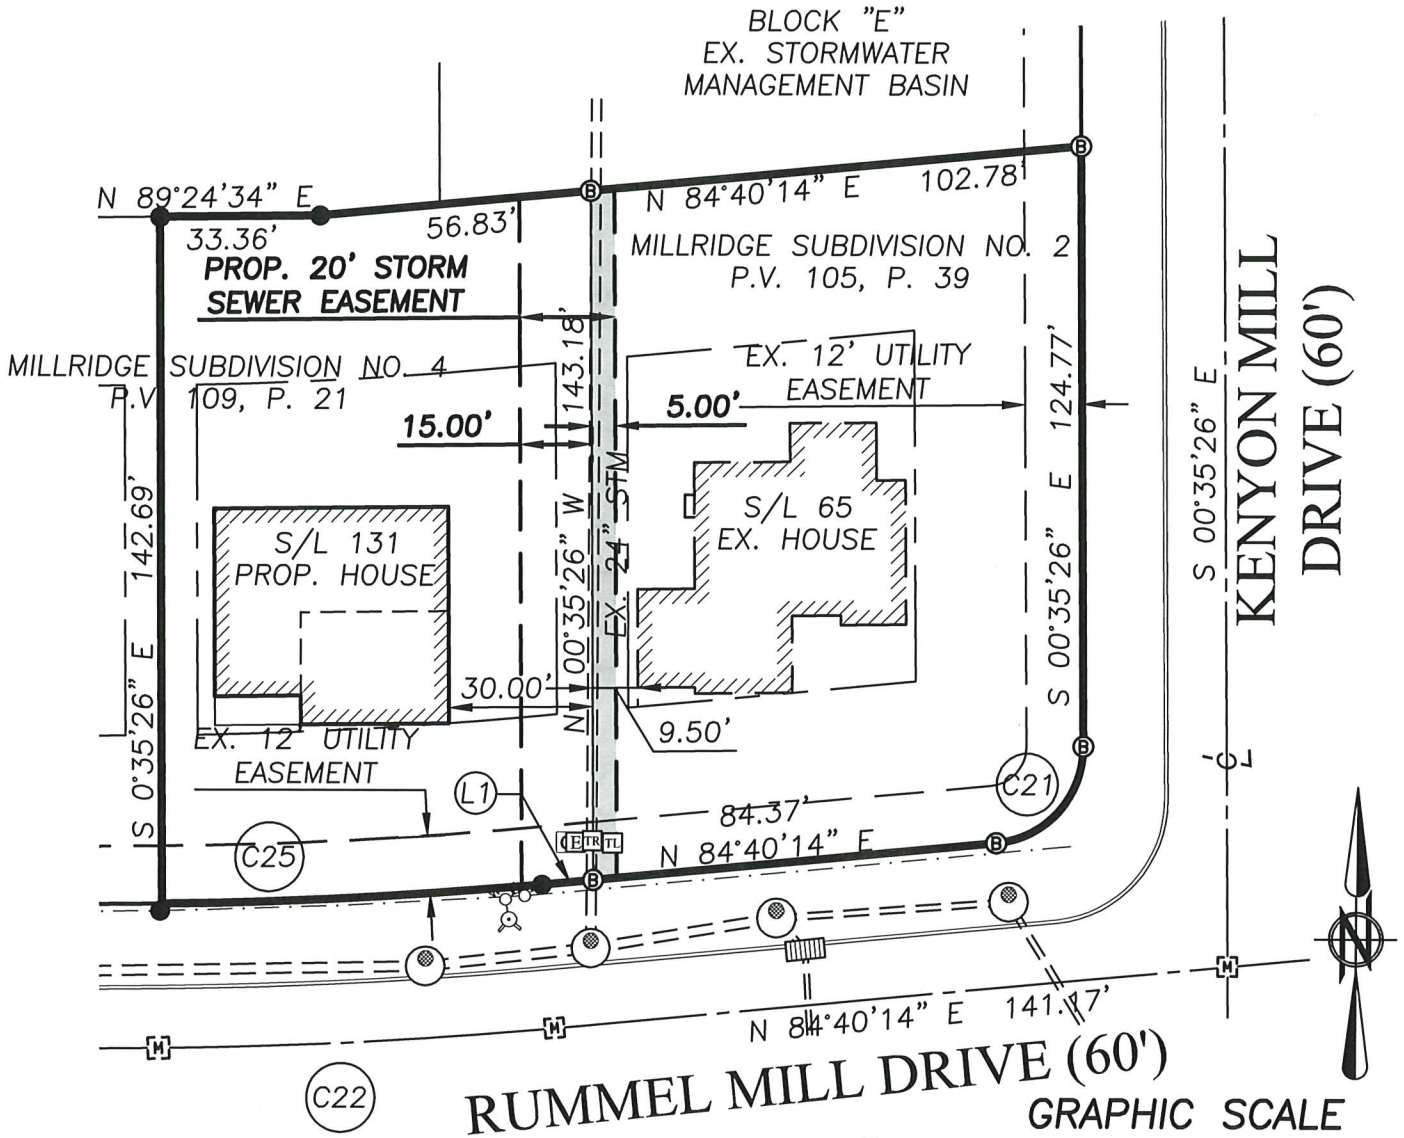 BLOCK "E"
EX. STORMWATER
MANAGEMENT BASIN
N 89°24'34" E
33.36'
56.83'
N 84°40'14" E
102.78'
PROP. 20' STORM
SEWER EASEMENT
MILLRIDGE SUBDIVISION NO. 2
P.V. 105, P. 39
MILLRIDGE SUBDIVISION NO. 4
P.V. 109, P. 21
EX. 12' UTILITY
EASEMENT
15.00'
5.00'
S/L 131
PROP. HOUSE
S/L 65
EX. HOUSE
S 0°35'26" E 142.69'
N 00°35'26" W 143.18'
EX. 24" STM
S 00°35'26" E 124.77'
S 00°35'26" E
KENYON MILL
DRIVE (60')
30.00'
9.50'
EX. 12' UTILITY
EASEMENT
L1
C21
C25
84.37'
N 84°40'14" E
E
TR
TL
B
B
B
B
B
CL
N
M
M
M
N 84°40'14" E 141.17'
C22
RUMMEL MILL DRIVE (60')
GRAPHIC SCALE